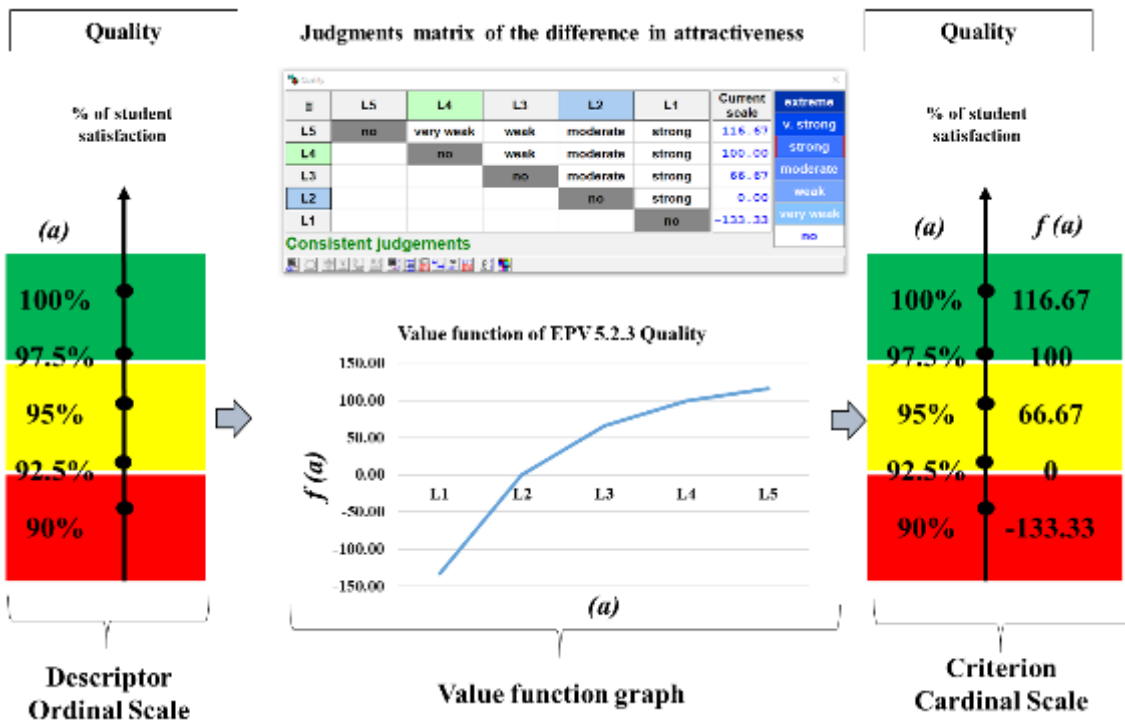 Quality
% of student
satisfaction
(a)
100%
97.5%
95%
92.5%
90%
Descriptor
Ordinal Scale
Judgments matrix of the difference in attractiveness
Quality
L5 L4 L3 L2 L1 Current scale
L5 no very weak weak moderate strong 116.67
L4 no weak moderate strong 100.00
L3 no moderate strong 66.67
L2 no strong 0.00
L1 no -133.33
extreme
v. strong
strong
moderate
weak
very weak
no
Consistent judgements
Value function of EPV 5.2.3 Quality
150.00
100.00
50.00
0.00
-50.00
-100.00
-150.00
f (a)
L1 L2 L3 L4 L5
(a)
Value function graph
Quality
% of student
satisfaction
(a) f (a)
100% 116.67
97.5% 100
95% 66.67
92.5% 0
90% -133.33
Criterion
Cardinal Scale